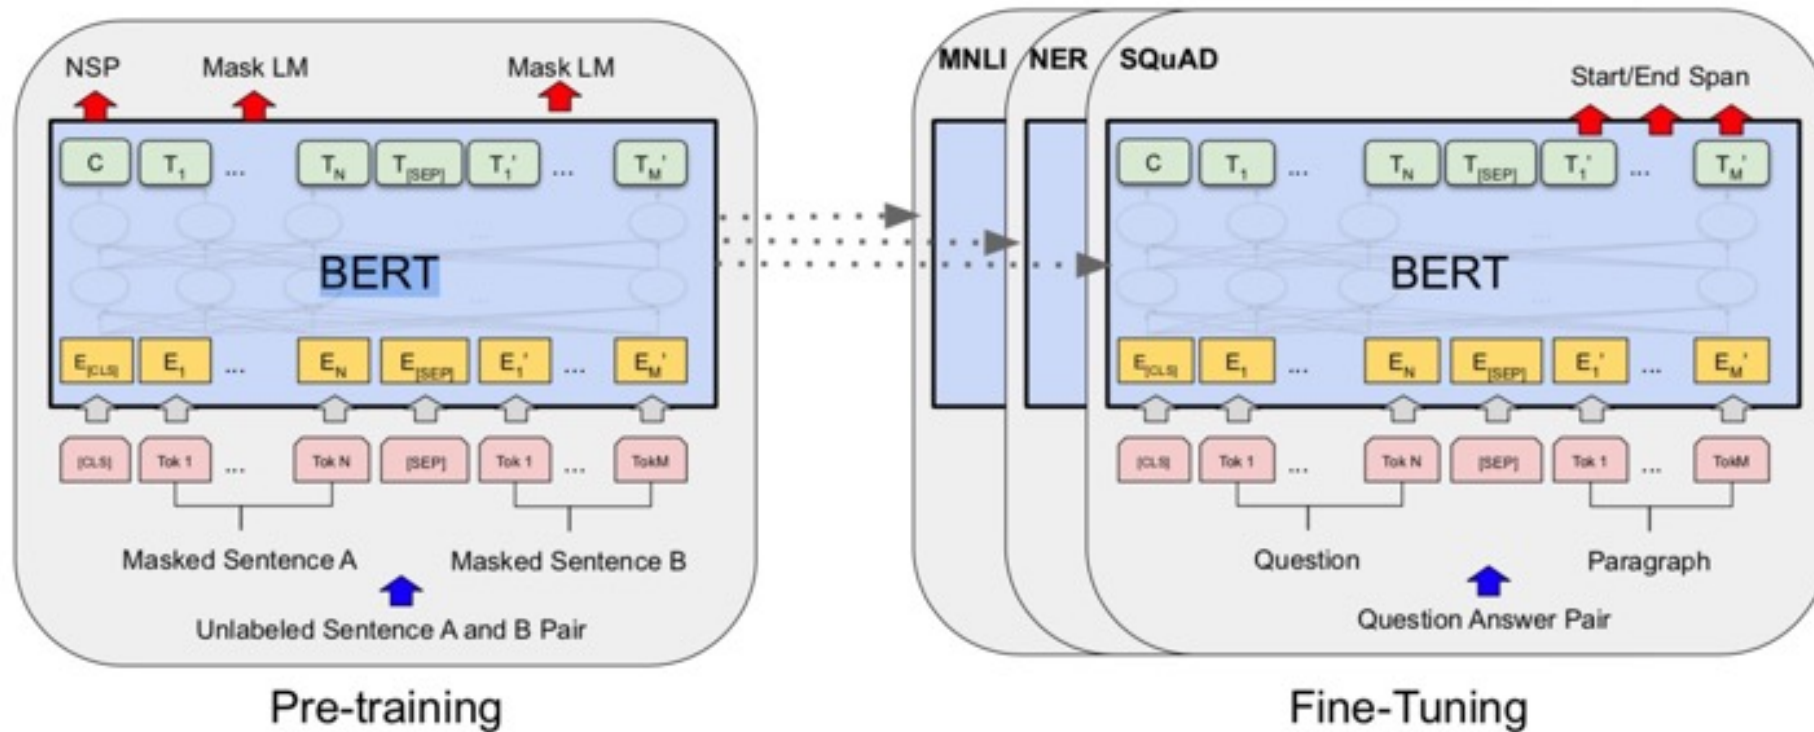 NSP Mask LM Mask LM
C T1 ... TN T[SEP] T1' ... TM'
BERT
E[CLS] E1 ... EN E[SEP] E1' ... EM'
[CLS] Tok 1 ... Tok N [SEP] Tok 1 ... TokM
Masked Sentence A Masked Sentence B
Unlabeled Sentence A and B Pair
Pre-training
MNLI NER SQuAD
Start/End Span
C T1 ... TN T[SEP] T1' ... TM'
BERT
E[CLS] E1 ... EN E[SEP] E1' ... EM'
[CLS] Tok 1 ... Tok N [SEP] Tok 1 ... TokM
Question Paragraph
Question Answer Pair
Fine-Tuning